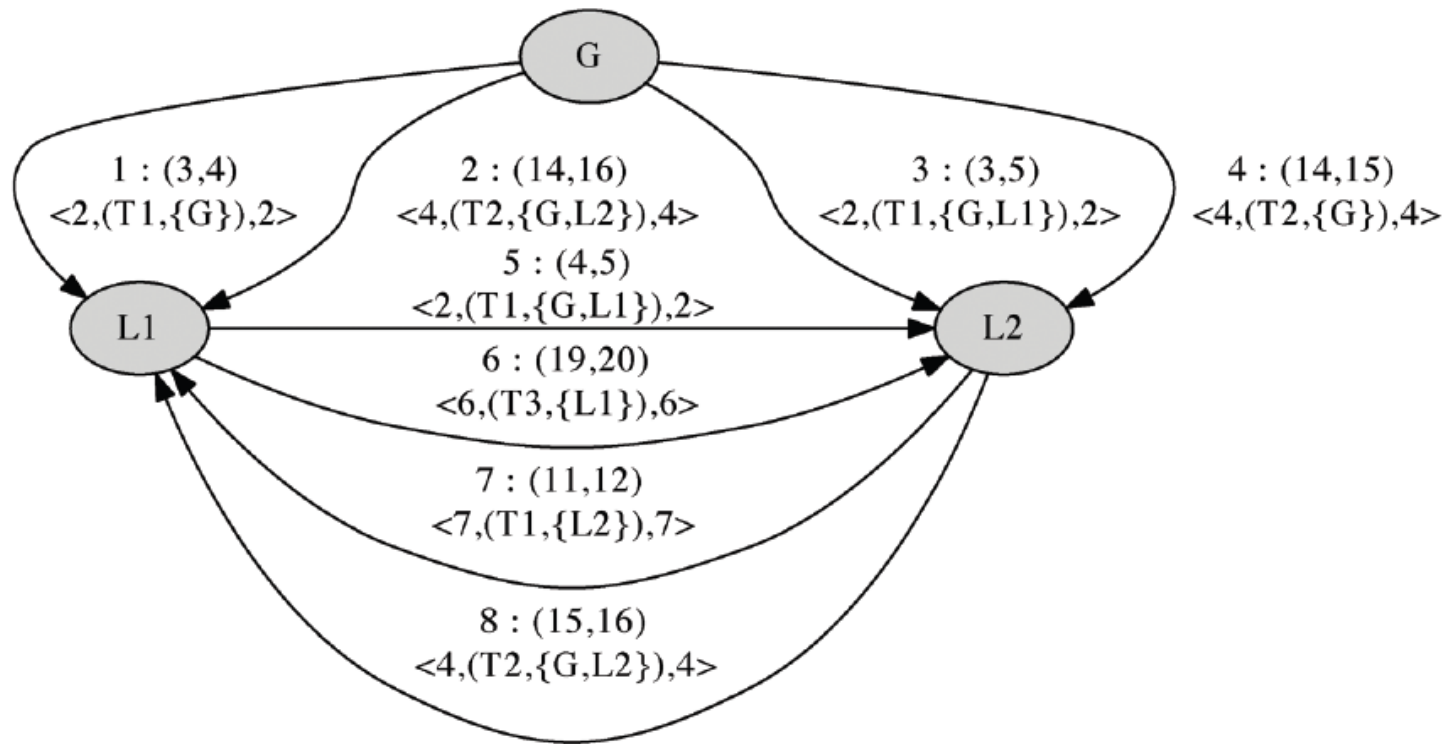 G
1 : (3,4)
<2,(T1,{G}),2>
2 : (14,16)
<4,(T2,{G,L2}),4>
3 : (3,5)
<2,(T1,{G,L1}),2>
4 : (14,15)
<4,(T2,{G}),4>
5 : (4,5)
<2,(T1,{G,L1}),2>
L1
L2
6 : (19,20)
<6,(T3,{L1}),6>
7 : (11,12)
<7,(T1,{L2}),7>
8 : (15,16)
<4,(T2,{G,L2}),4>